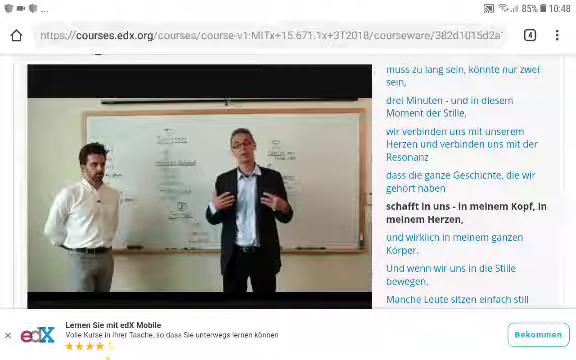 ... 85% 10:48
https://courses.edx.org/courses/course-v1:MITx+15.671.1x+3T2018/courseware/382d1015d2a
4
muss zu lang sein, könnte nur zwei
sein,
drei Minuten - und in diesem
Moment der Stille,
wir verbinden uns mit unserem
Herzen und verbinden uns mit der
Resonanz
dass die ganze Geschichte, die wir
gehört haben
schafft in uns - in meinem Kopf, in
meinem Herzen,
und wirklich in meinem ganzen
Körper.
Und wenn wir uns in die Stille
bewegen.
Manche Leute sitzen einfach still
edX
Lernen Sie mit edX Mobile
Volle Kurse in Ihrer Tasche, so dass Sie unterwegs lernen können
Bekommen